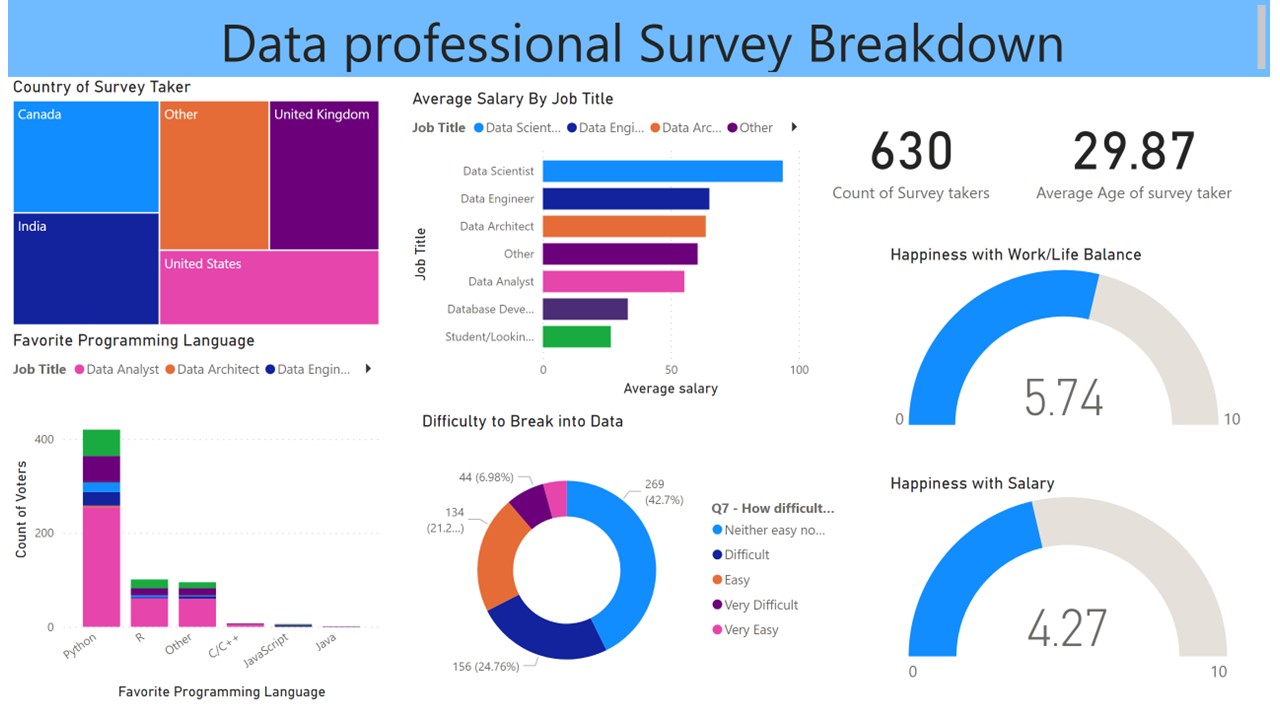 Data professional Survey Breakdown
Country of Survey Taker
Canada
Other
United Kingdom
India
United States
Favorite Programming Language
Job Title
Data Analyst
Data Architect
Data Engin...
Count of Voters
400
200
0
Python
R
Other
C/C++
JavaScript
Java
Favorite Programming Language
Average Salary By Job Title
Job Title
Data Scient...
Data Engi...
Data Arc...
Other
Job Title
Data Scientist
Data Engineer
Data Architect
Other
Data Analyst
Database Deve...
Student/Lookin...
0
50
100
Average salary
Difficulty to Break into Data
44 (6.98%)
269
(42.7%)
134
(21.2...)
156 (24.76%)
Q7 - How difficult...
Neither easy no...
Difficult
Easy
Very Difficult
Very Easy
630
Count of Survey takers
29.87
Average Age of survey taker
Happiness with Work/Life Balance
5.74
0
10
Happiness with Salary
4.27
0
10